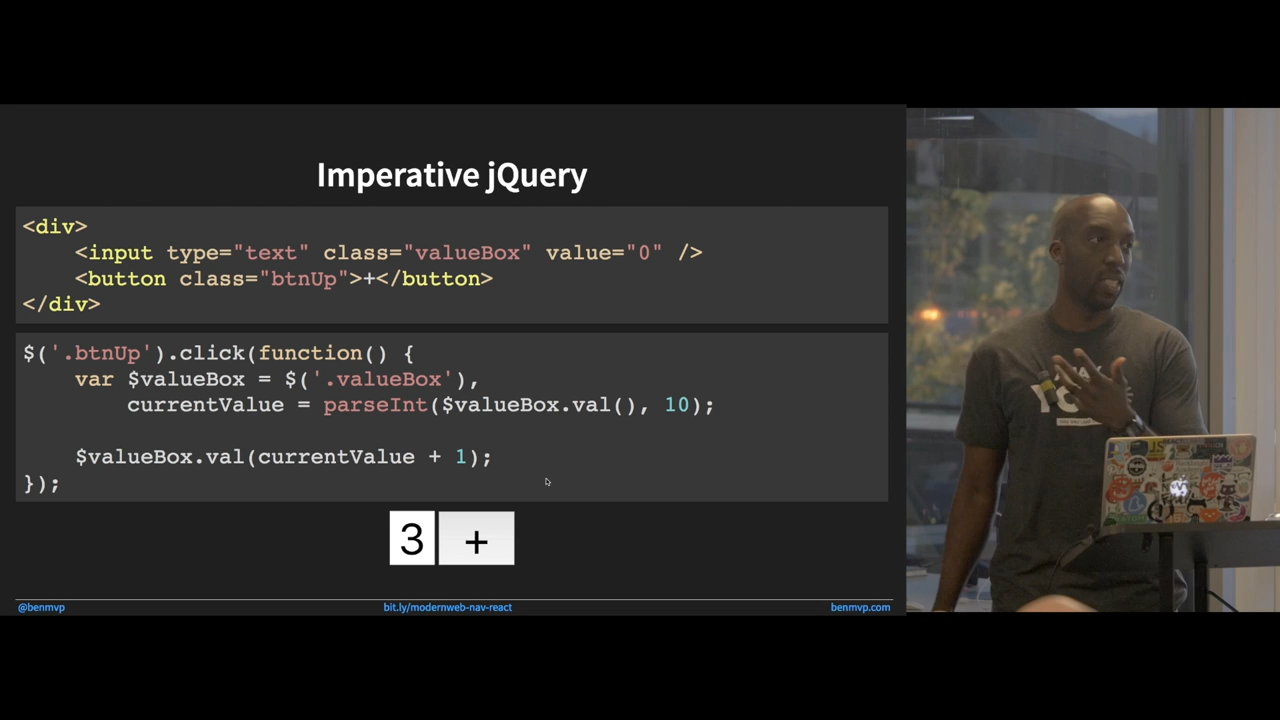 Imperative jQuery
<div>
<input type="text" class="valueBox" value="0" />
<button class="btnUp">+</button>
</div>
$('.btnUp').click(function() {
var $valueBox = $('.valueBox'),
currentValue = parseInt($valueBox.val(), 10);
$valueBox.val(currentValue + 1);
});
3 +
@benmvp
bit.ly/modernweb-nav-react
benmvp.com
JS